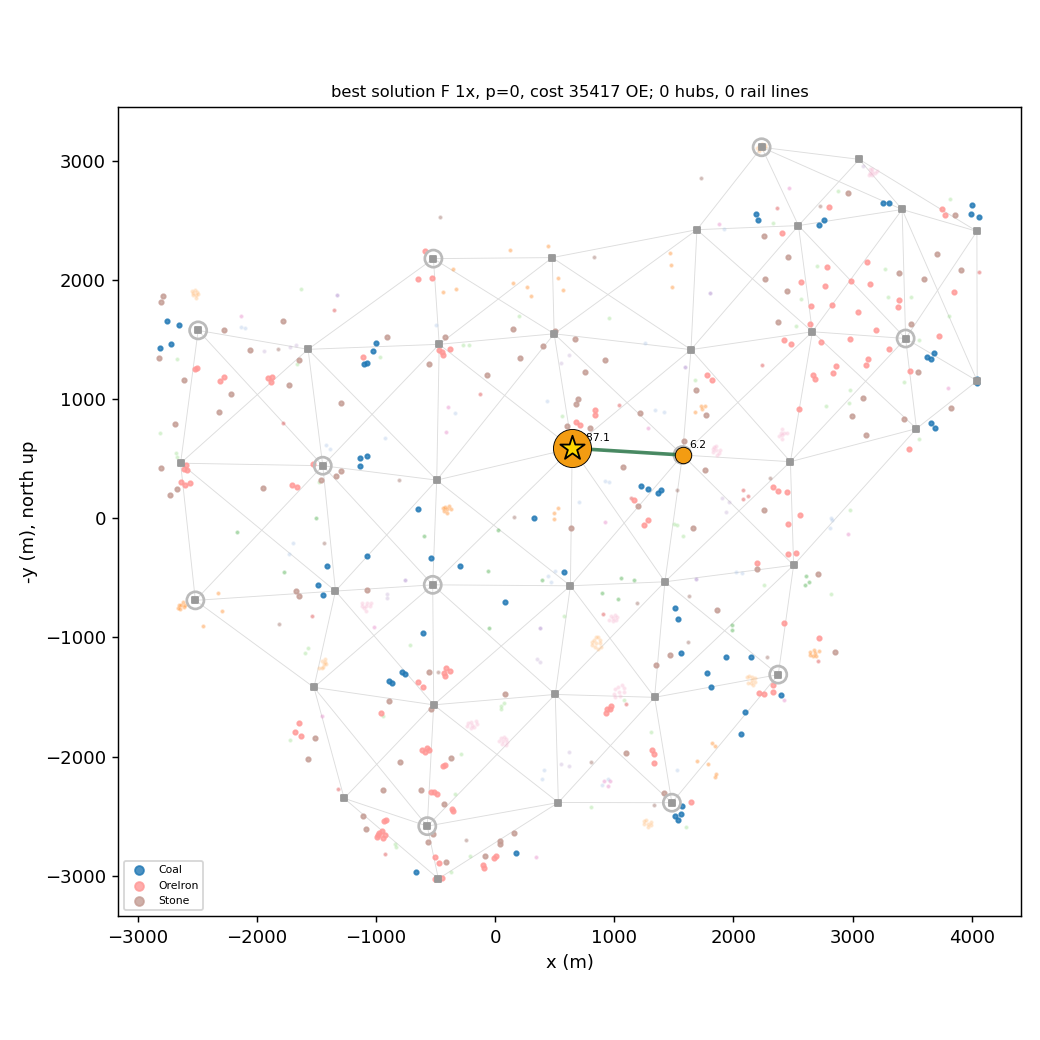 best solution F 1x, p=0, cost 35417 OE; 0 hubs, 0 rail lines
-y (m), north up
3000
2000
1000
0
−1000
−2000
−3000
87.1
6.2
Coal
OreIron
Stone
−3000 −2000 −1000 0 1000 2000 3000 4000
x (m)